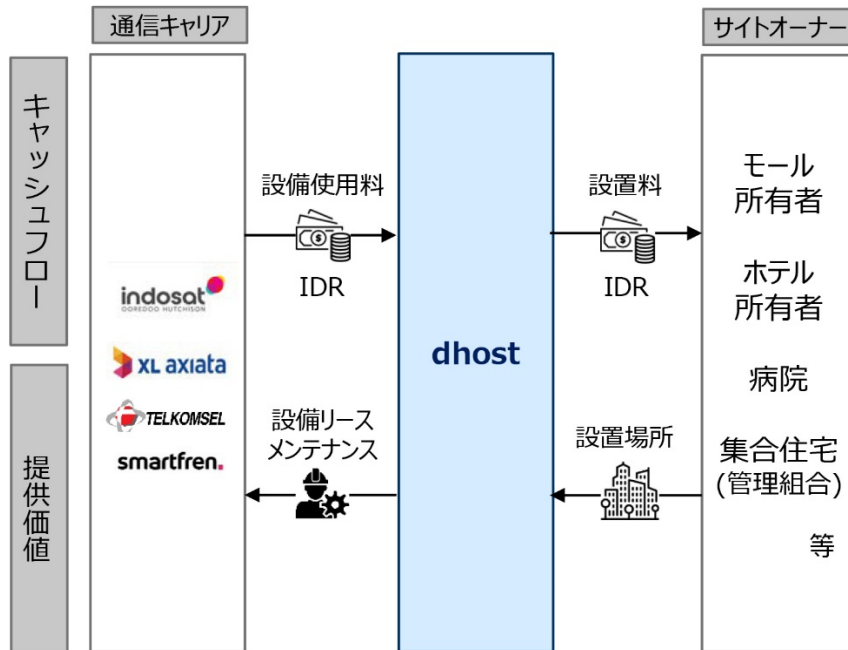 通信キャリア
サイトオーナー
キャッシュフロー
設備使用料
IDR
設置料
IDR
モール
所有者
ホテル
所有者
indosat
OOREDOO HUTCHISON
XL axiata
TELKOMSEL
smartfren.
dhost
病院
集合住宅
(管理組合)
等
提供価値
設備リース
メンテナンス
設置場所